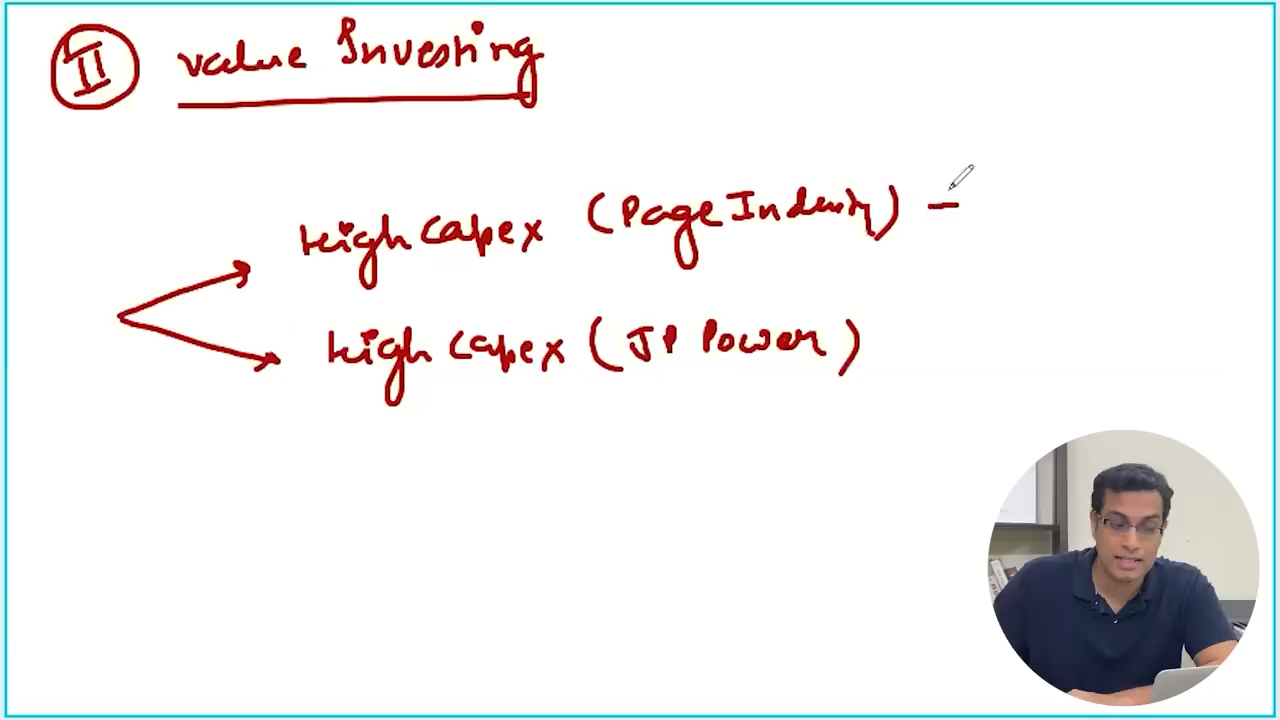 II value Investing
High Capex (Page Industry) -
High Capex (JP Power)